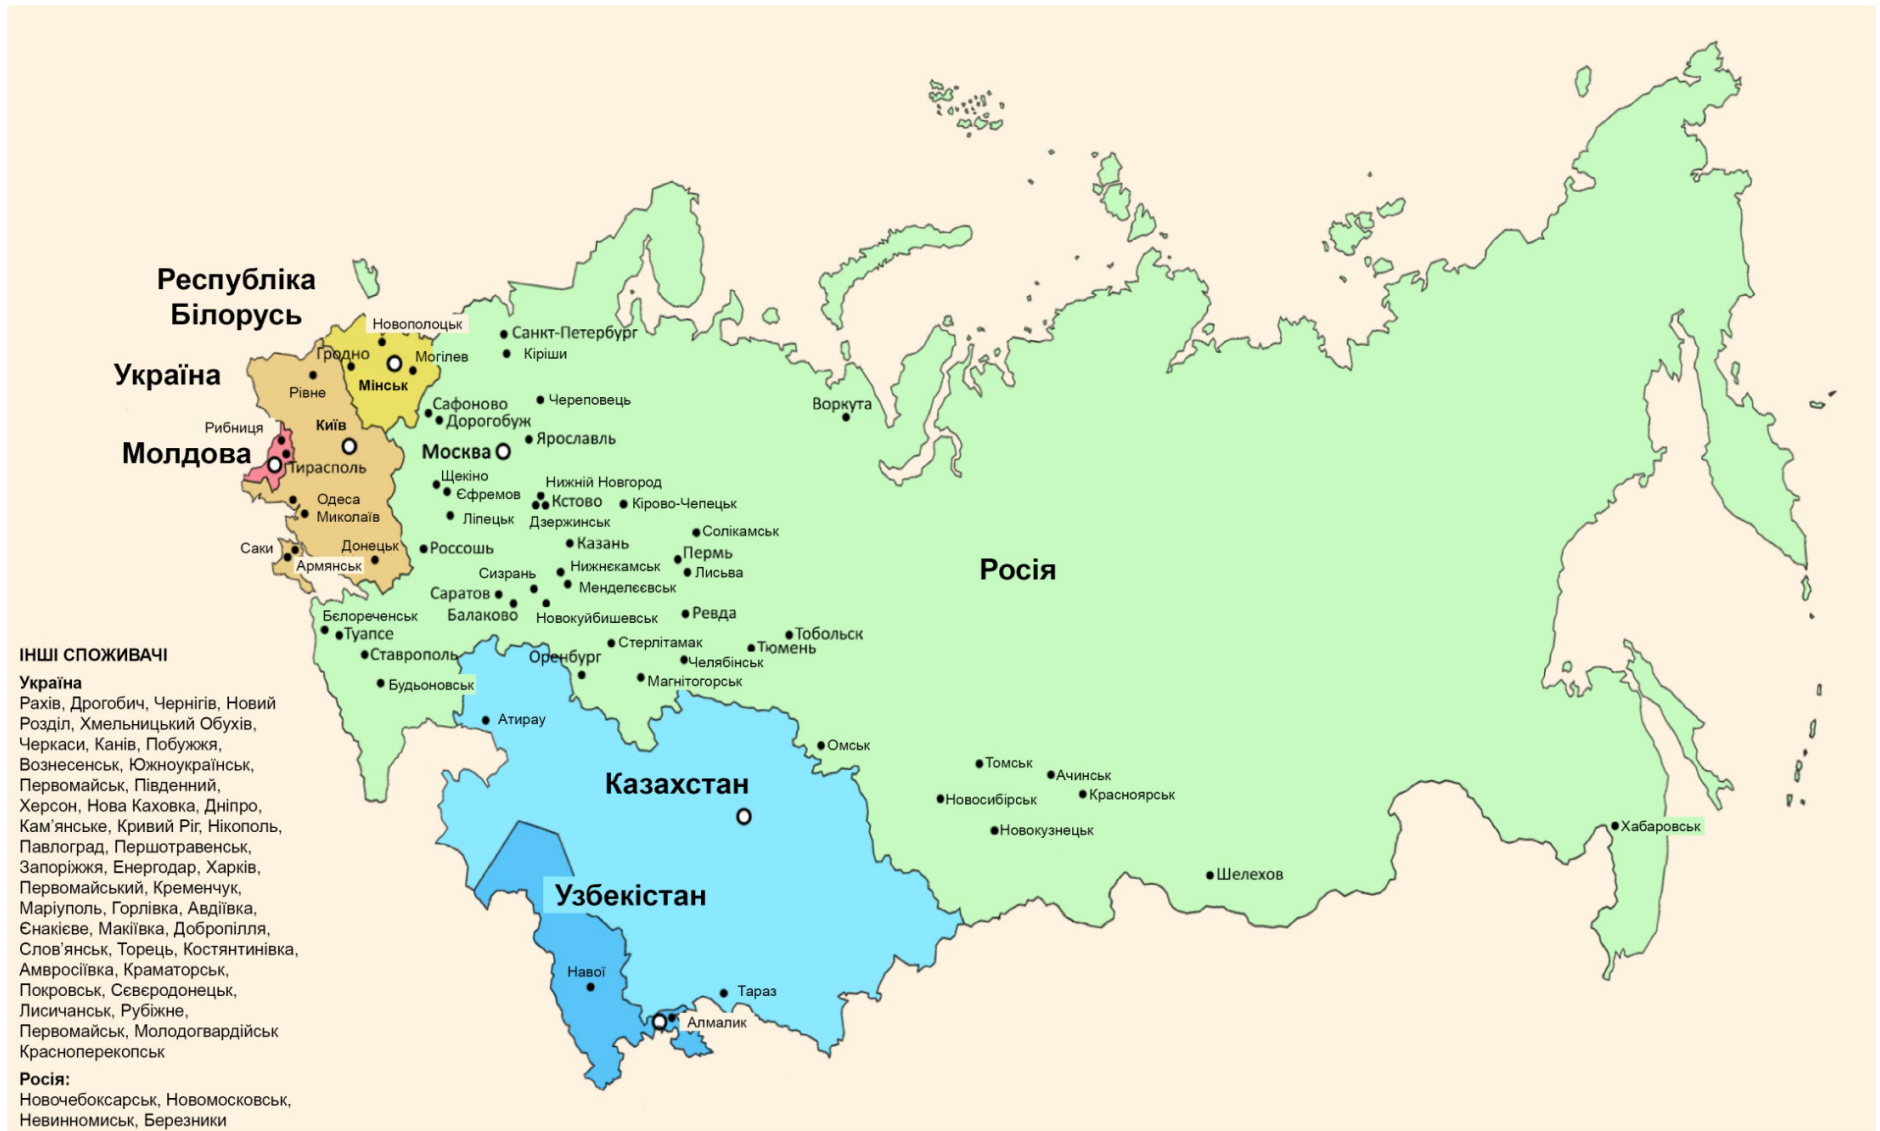 Республіка
Білорусь
Новополоцьк
Гродно
Могілев
Мінськ
Україна
Рівне
Київ
Рибниця
Молдова
Тирасполь
Одеса
Миколаїв
Саки
Армянськ
Донецьк
Санкт-Петербург
Кіріши
Череповець
Сафоново
Дорогобуж
Ярославль
Москва
Воркута
Щекіно
Єфремов
Ліпецьк
Нижній Новгород
Кстово
Дзержинськ
Кірово-Чепецьк
Солікамськ
Россошь
Казань
Пермь
Лисьва
Нижнєкамськ
Сизрань
Менделєєвськ
Саратов
Балаково
Новокуйбишевськ
Ревда
Росія
Бєлореченськ
Туапсе
Ставрополь
Будьоновськ
Оренбург
Стерлітамак
Челябінськ
Магнітогорськ
Тобольск
Тюмень
Атирау
Омськ
Томськ
Ачинськ
Новосибірськ
Красноярськ
Новокузнецьк
Хабаровськ
Шелехов
Казахстан
Узбекістан
Навої
Тараз
Алмалик
ІНШІ СПОЖИВАЧІ
Україна
Рахів, Дрогобич, Чернігів, Новий
Розділ, Хмельницький Обухів,
Черкаси, Канів, Побужжя,
Вознесенськ, Южноукраїнськ,
Первомайськ, Південний,
Херсон, Нова Каховка, Дніпро,
Кам’янське, Кривий Ріг, Нікополь,
Павлоград, Першотравенськ,
Запоріжжя, Енергодар, Харків,
Первомайський, Кременчук,
Маріуполь, Горлівка, Авдіївка,
Єнакієве, Макіївка, Добропілля,
Слов’янськ, Торець, Костянтинівка,
Амвросіївка, Краматорськ,
Покровськ, Сєвєродонецьк,
Лисичанськ, Рубіжне,
Первомайськ, Молодогвардійськ
Красноперекопськ
Росія:
Новочебоксарськ, Новомосковськ,
Невинномиськ, Березники